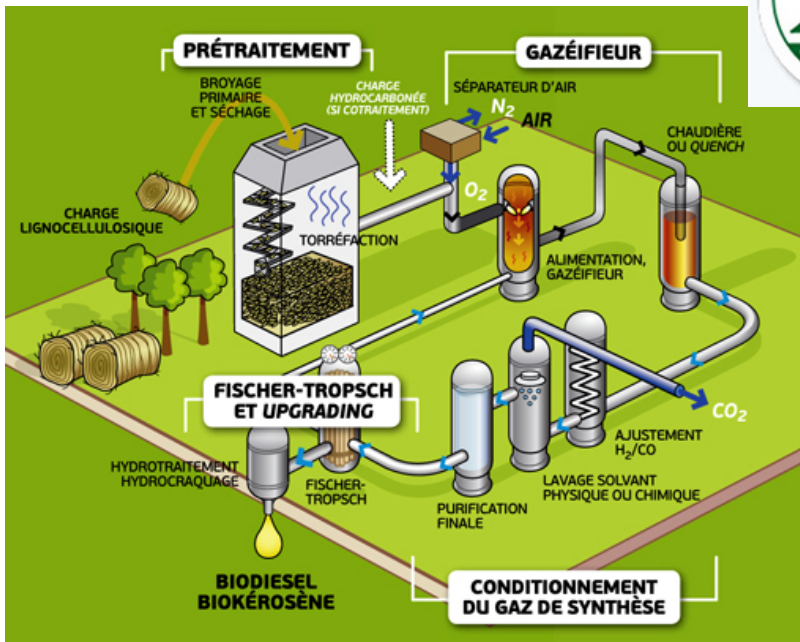 PRÉTRAITEMENT
BROYAGE
PRIMAIRE
ET SÉCHAGE
CHARGE
HYDROCARBONÉE
(SI COTRAITEMENT)
GAZÉIFIEUR
SÉPARATEUR D'AIR
N2
AIR
O2
CHAUDIÈRE
OU QUENCH
CHARGE
LIGNOCELLULOSIQUE
TORRÉFACTION
ALIMENTATION,
GAZÉIFIEUR
FISCHER-TROPSCH
ET UPGRADING
CO2
AJUSTEMENT
H2/CO
HYDROTRAITEMENT
HYDROCRAQUAGE
FISCHER-
TROPSCH
LAVAGE SOLVANT
PHYSIQUE OU CHIMIQUE
PURIFICATION
FINALE
BIODIESEL
BIOKÉROSÈNE
CONDITIONNEMENT
DU GAZ DE SYNTHÈSE